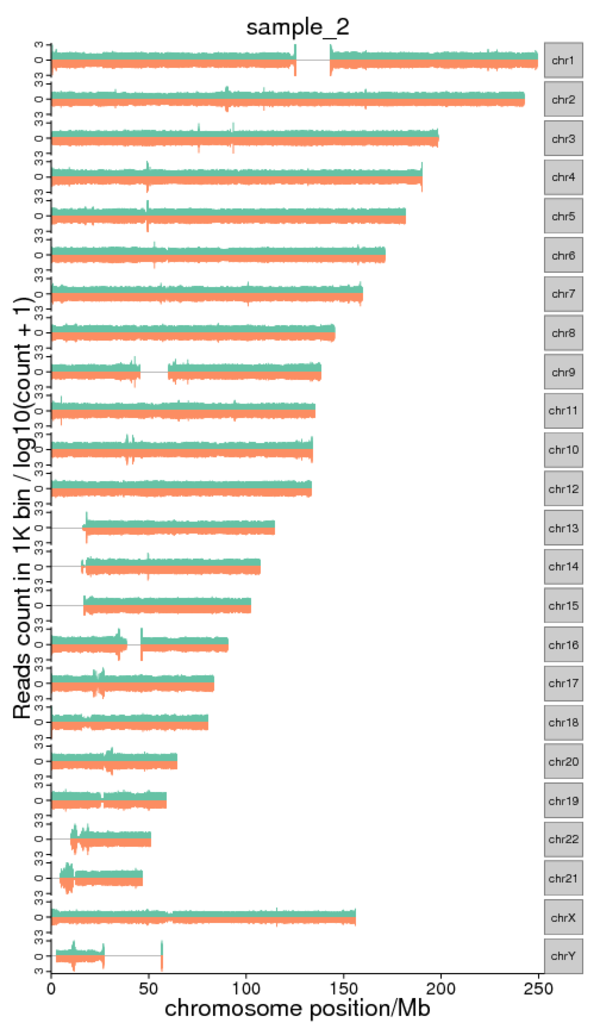 sample_2
Reads count in 1K bin / log10(count + 1)
3
0
33 chr1
0
33 chr2
0
33 chr3
0
33 chr4
0
33 chr5
0
33 chr6
0
33 chr7
0
33 chr8
0
33 chr9
0
33 chr11
0
33 chr10
0
33 chr12
0
33 chr13
0
33 chr14
0
33 chr15
0
33 chr16
0
33 chr17
0
33 chr18
0
33 chr20
0
33 chr19
0
33 chr22
0
33 chr21
0
33 chrX
0
3 chrY
0 50 100 150 200 250
chromosome position/Mb